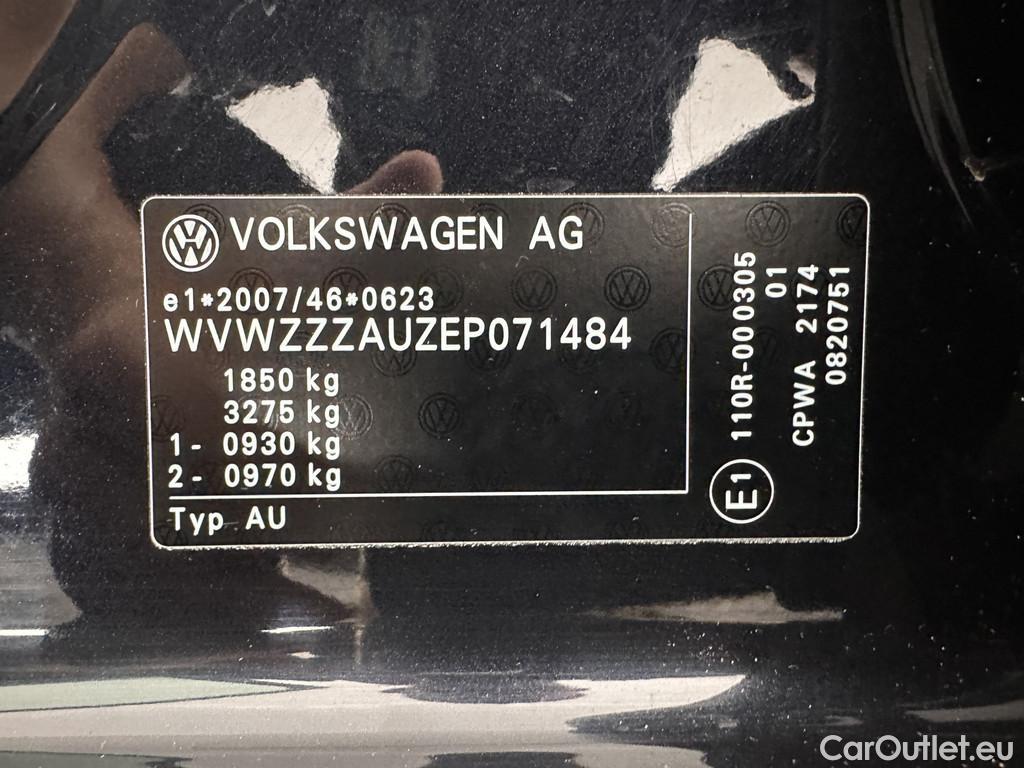 VOLKSWAGEN AG
e1*2007/46*0623
WVWZZZAUZEP071484
1850 kg
3275 kg
1- 0930 kg
2- 0970 kg
Typ AU
E1 110R-000305
01
CPWA 2174
0820751
CarOutlet.eu